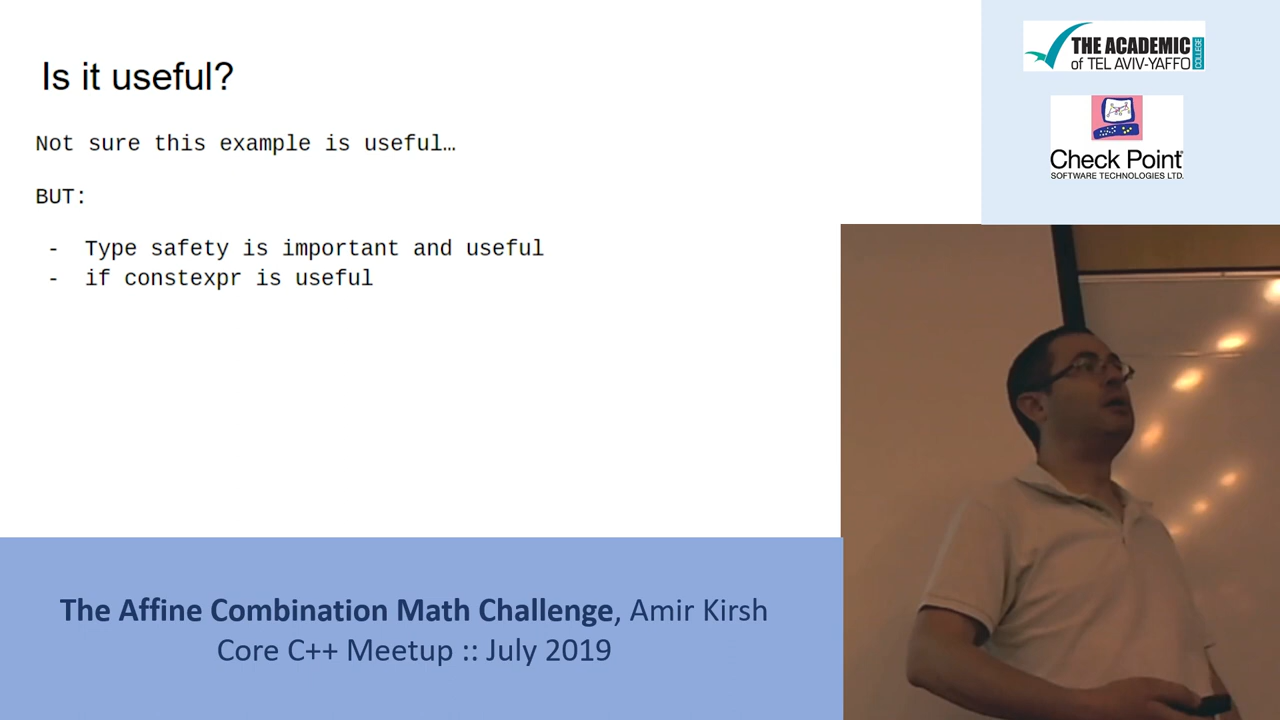 Is it useful?
Not sure this example is useful…
BUT:
- Type safety is important and useful
- if constexpr is useful
THE ACADEMIC
of TEL AVIV-YAFFO
COLLEGE
Check Point
SOFTWARE TECHNOLOGIES LTD.
The Affine Combination Math Challenge, Amir Kirsh
Core C++ Meetup :: July 2019